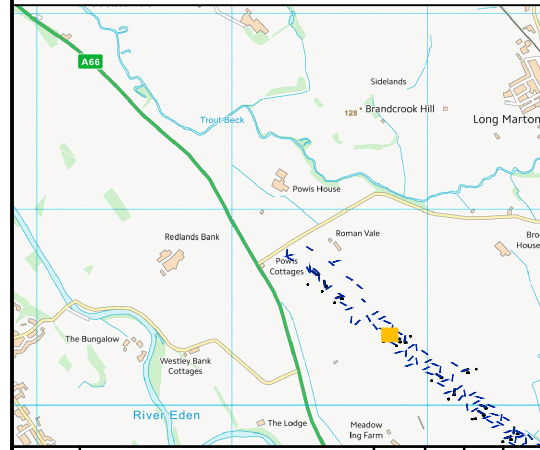 A66
Sidelands
128
Brandcrook Hill
Long Marton
Trout Beck
Powis House
Redlands Bank
Roman Vale
Bro
House
Powis
Cottages
The Bungalow
Westley Bank
Cottages
River Eden
The Lodge
Meadow
Ing Farm